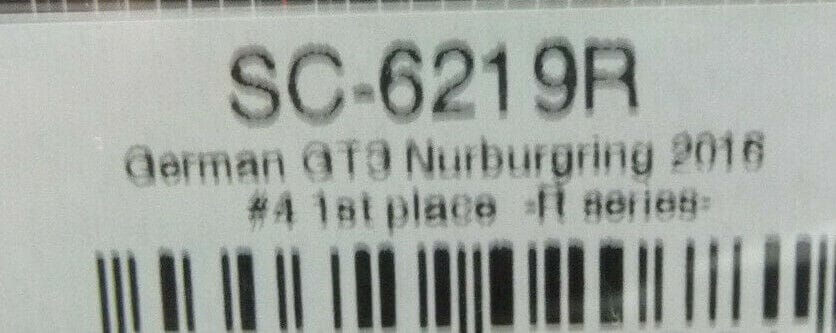 SC-6219R
German GT3 Nurburgring 2016
#4 1st place -R series-